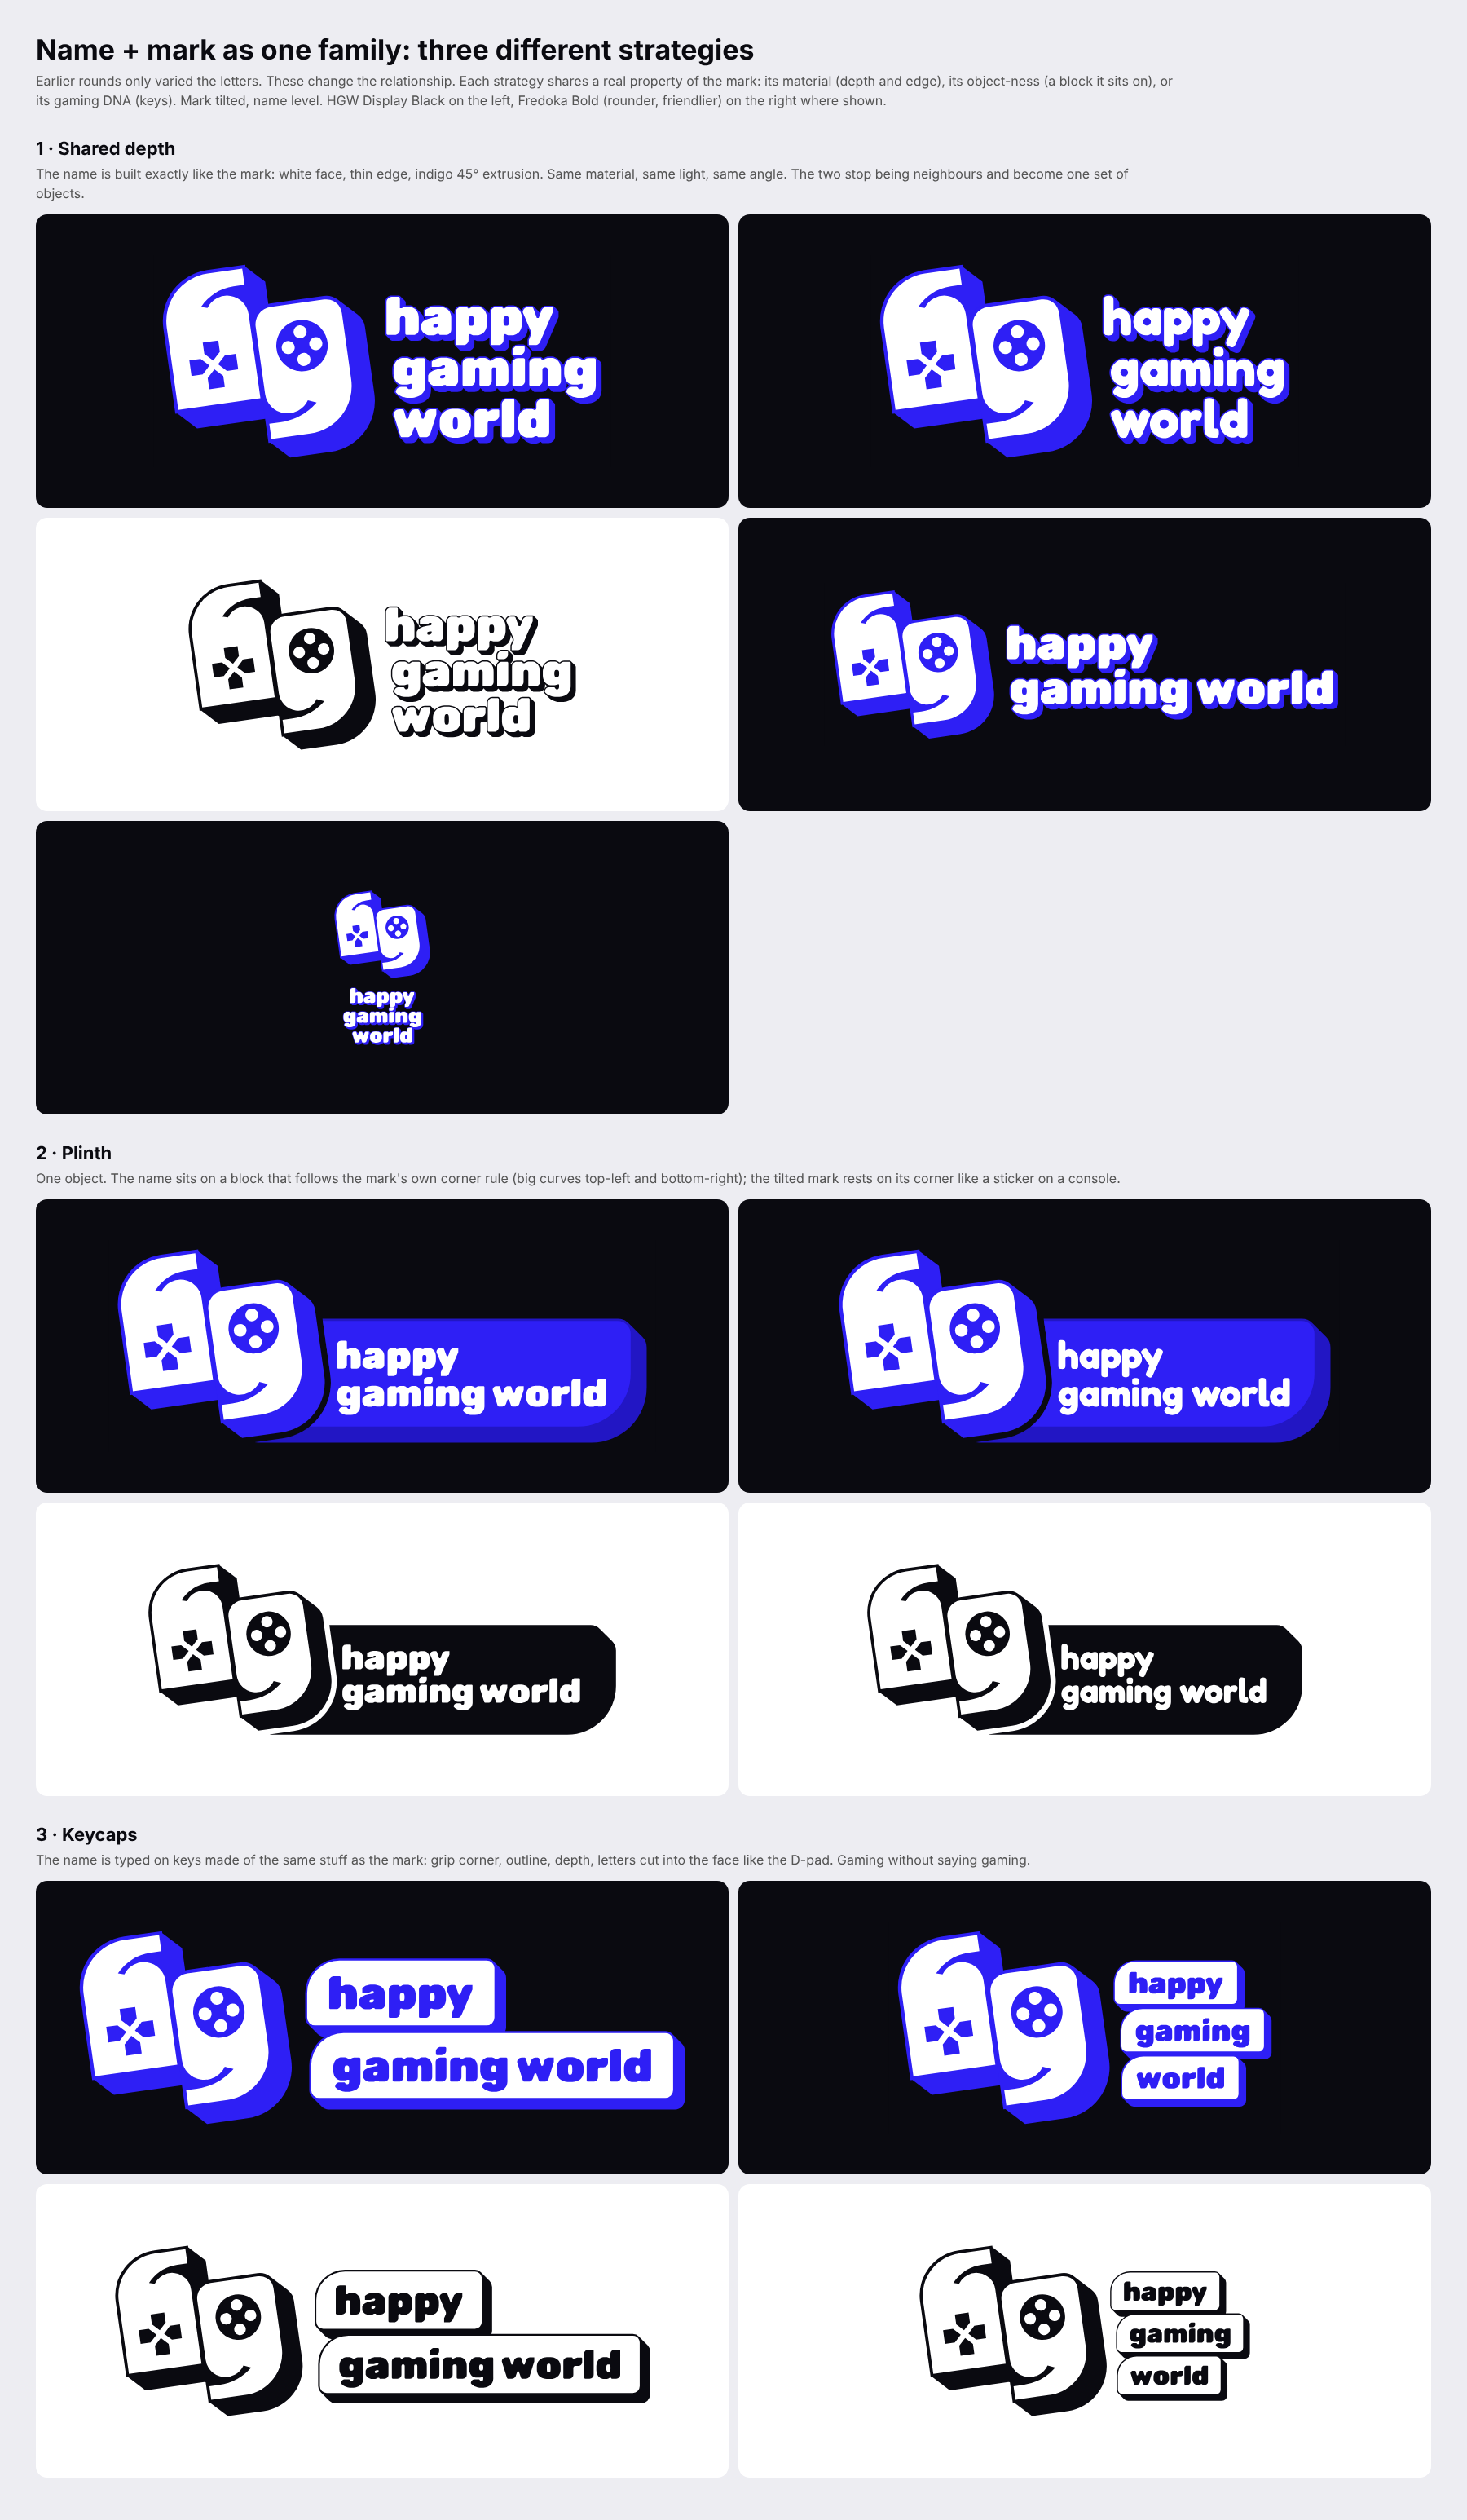 Name + mark as one family: three different strategies
Earlier rounds only varied the letters. These change the relationship. Each strategy shares a real property of the mark: its material (depth and edge), its object-ness (a block it sits on), or
its gaming DNA (keys). Mark tilted, name level. HGW Display Black on the left, Fredoka Bold (rounder, friendlier) on the right where shown.
1 · Shared depth
The name is built exactly like the mark: white face, thin edge, indigo 45° extrusion. Same material, same light, same angle. The two stop being neighbours and become one set of
objects.
happy
gaming
world
happy
gaming
world
happy
gaming
world
happy
gaming world
happy
gaming
world
2 · Plinth
One object. The name sits on a block that follows the mark's own corner rule (big curves top-left and bottom-right); the tilted mark rests on its corner like a sticker on a console.
happy
gaming world
happy
gaming world
happy
gaming world
happy
gaming world
3 · Keycaps
The name is typed on keys made of the same stuff as the mark: grip corner, outline, depth, letters cut into the face like the D-pad. Gaming without saying gaming.
happy
gaming world
happy
gaming
world
happy
gaming world
happy
gaming
world